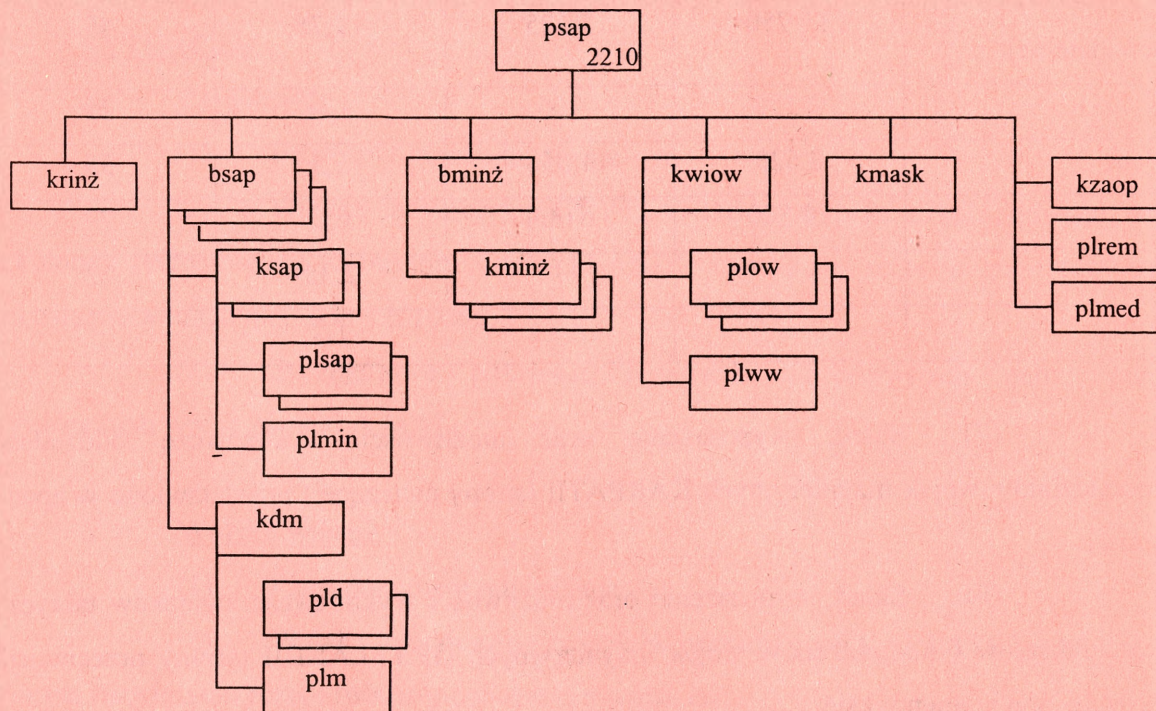 psap
2210
krinż
bsap
bminż
kwiow
kmask
kzaop
plrem
plmed
ksap
kminż
plow
plsap
plww
plmin
kdm
pld
plm